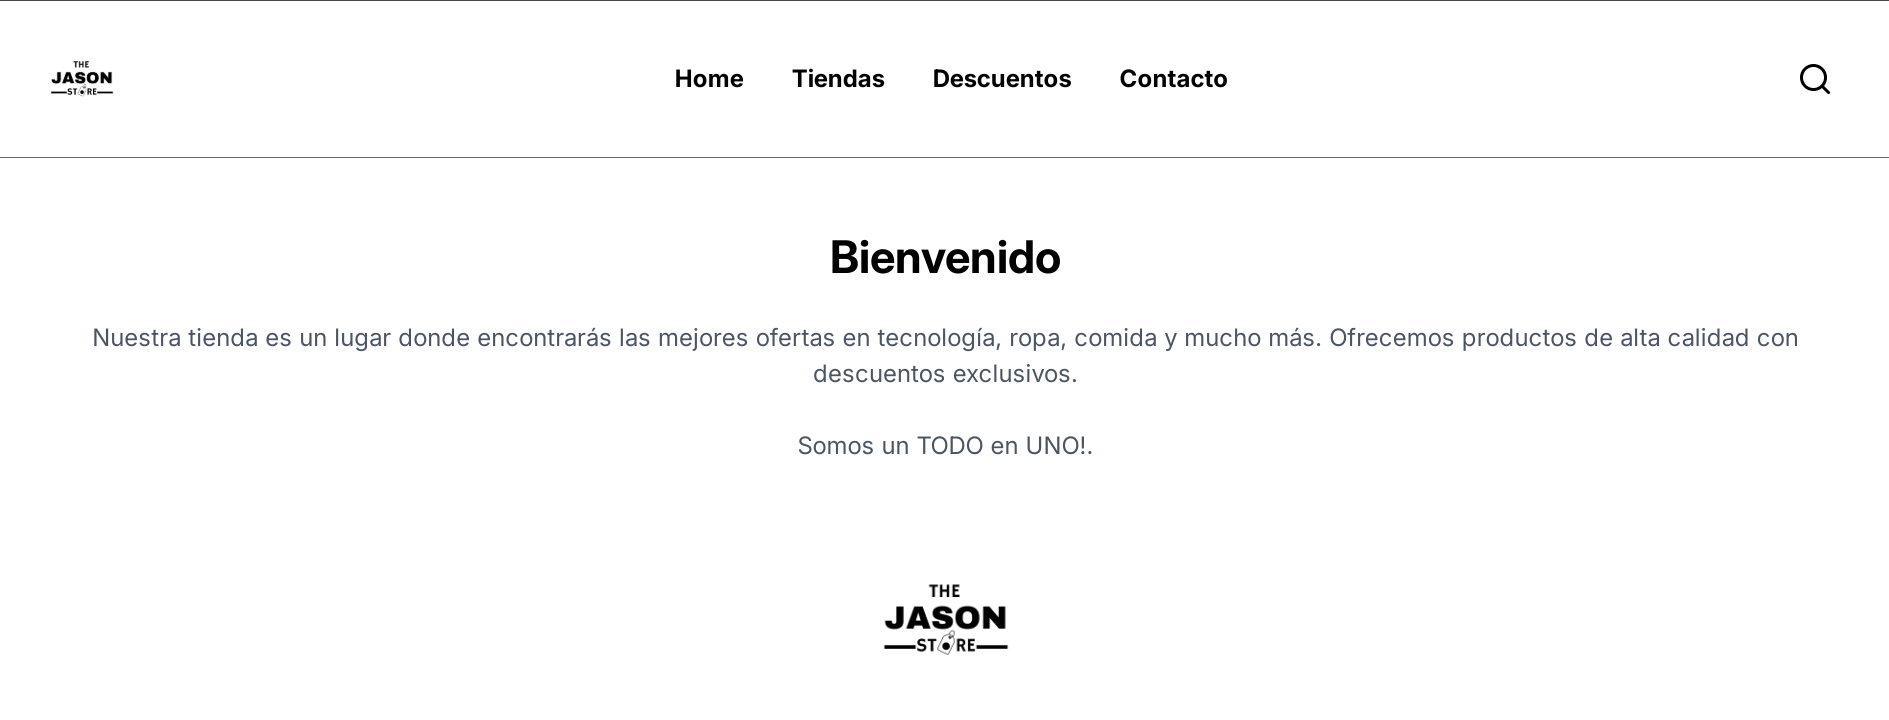 THE
JASON
STORE
Home Tiendas Descuentos Contacto
Bienvenido
Nuestra tienda es un lugar donde encontrarás las mejores ofertas en tecnología, ropa, comida y mucho más. Ofrecemos productos de alta calidad con
descuentos exclusivos.
Somos un TODO en UNO!.
THE
JASON
STORE